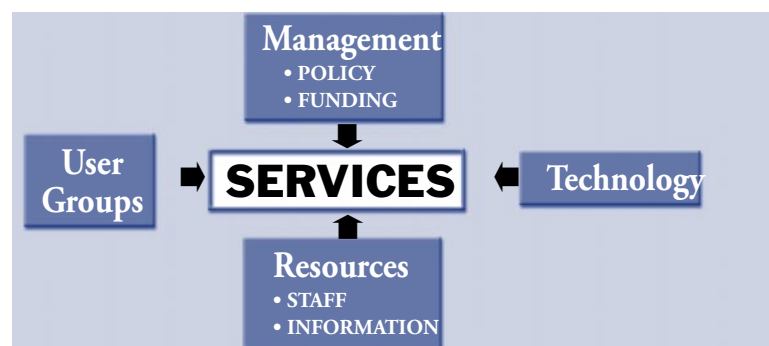 Management
• POLICY
• FUNDING
User
Groups
SERVICES
Technology
Resources
• STAFF
• INFORMATION